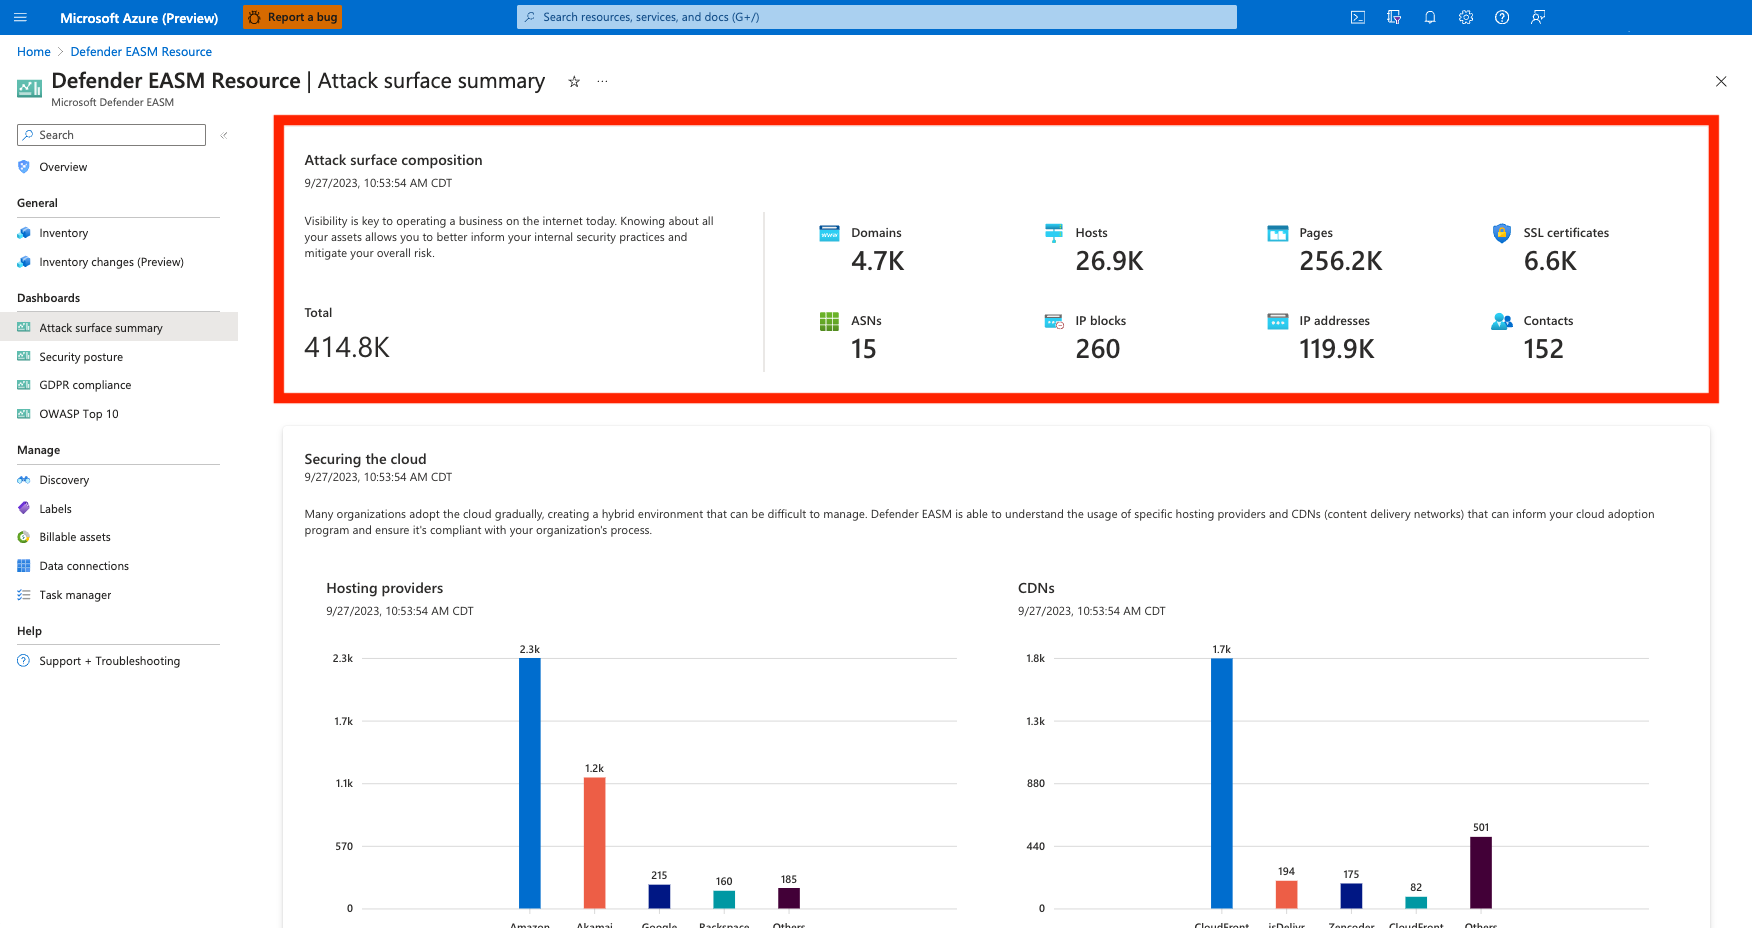 Microsoft Azure (Preview)
Report a bug
Search resources, services, and docs (G+/)
Home > Defender EASM Resource
Defender EASM Resource | Attack surface summary
Microsoft Defender EASM
Search
Overview
General
Inventory
Inventory changes (Preview)
Dashboards
Attack surface summary
Security posture
GDPR compliance
OWASP Top 10
Manage
Discovery
Labels
Billable assets
Data connections
Task manager
Help
Support + Troubleshooting
Attack surface composition
9/27/2023, 10:53:54 AM CDT
Visibility is key to operating a business on the internet today. Knowing about all
your assets allows you to better inform your internal security practices and
mitigate your overall risk.
Total
414.8K
Domains
4.7K
Hosts
26.9K
Pages
256.2K
SSL certificates
6.6K
ASNs
15
IP blocks
260
IP addresses
119.9K
Contacts
152
Securing the cloud
9/27/2023, 10:53:54 AM CDT
Many organizations adopt the cloud gradually, creating a hybrid environment that can be difficult to manage. Defender EASM is able to understand the usage of specific hosting providers and CDNs (content delivery networks) that can inform your cloud adoption
program and ensure it's compliant with your organization's process.
Hosting providers
9/27/2023, 10:53:54 AM CDT
2.3k
1.7k
1.1k
570
0
2.3k
1.2k
215
160
185
Amazon
Akamai
Google
Rackspace
Others
CDNs
9/27/2023, 10:53:54 AM CDT
1.8k
1.3k
880
440
0
1.7k
194
175
82
501
CloudFront
jsDelivr
Zencoder
CloudFront
Others